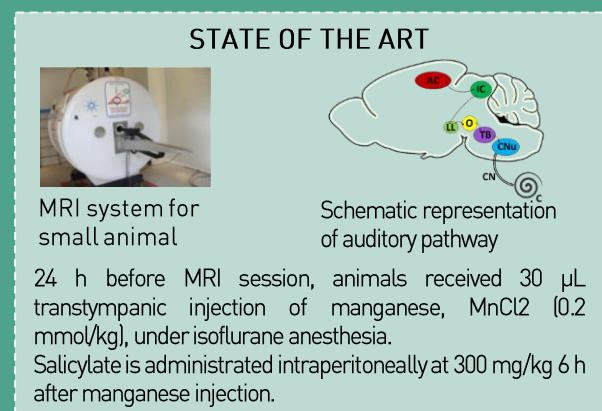 STATE OF THE ART
AC
IC
LL
O
TB
CNu
CN
C
MRI system for
small animal
Schematic representation
of auditory pathway
24 h before MRI session, animals received 30 µL
transtympanic injection of manganese, MnCl2 (0.2
mmol/kg), under isoflurane anesthesia.
Salicylate is administrated intraperitoneally at 300 mg/kg 6 h
after manganese injection.